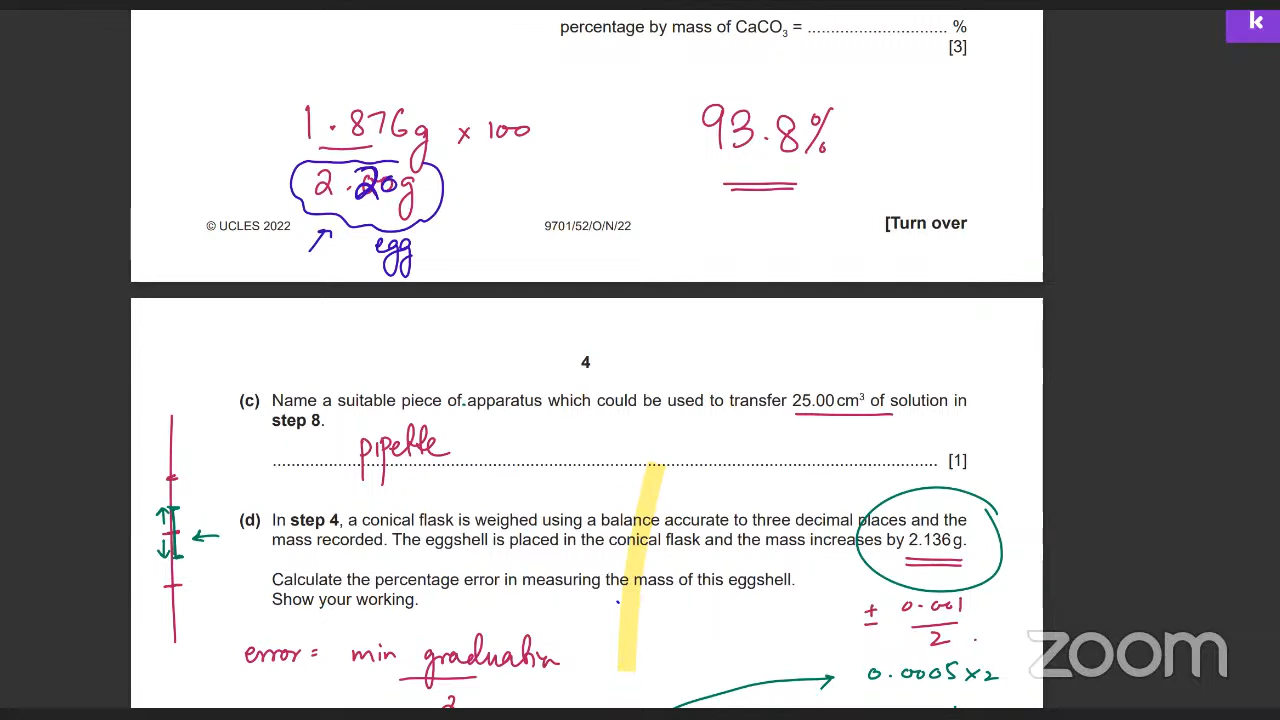 k
percentage by mass of CaCO₃ = .............................. %
[3]
1.876g × 100
93.8%
2. 20 g
egg
© UCLES 2022 9701/52/O/N/22 [Turn over
4
(c) Name a suitable piece of apparatus which could be used to transfer 25.00 cm³ of solution in
step 8.
pipette
[1]
(d) In step 4, a conical flask is weighed using a balance accurate to three decimal places and the
mass recorded. The eggshell is placed in the conical flask and the mass increases by 2.136 g.
Calculate the percentage error in measuring the mass of this eggshell.
Show your working.
± 0.001
2
error = min graduation
2
0.0005 × 2
zoom